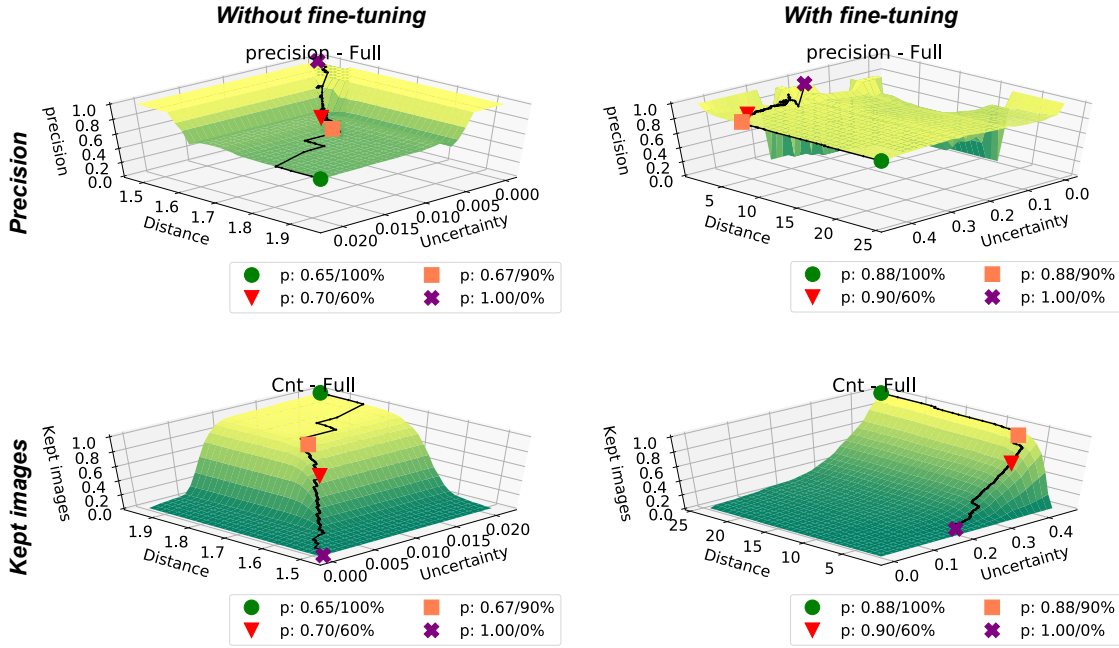 Without fine-tuning
With fine-tuning
Precision
precision - Full
precision
1.0
0.8
0.6
0.4
0.2
0.0
1.5
1.6
1.7
1.8
1.9
Distance
0.020
0.015
0.010
0.005
0.000
Uncertainty
p: 0.65/100%
p: 0.67/90%
p: 0.70/60%
p: 1.00/0%
precision - Full
precision
1.0
0.8
0.6
0.4
0.2
0.0
5
10
15
20
25
Distance
0.4
0.3
0.2
0.1
0.0
Uncertainty
p: 0.88/100%
p: 0.88/90%
p: 0.90/60%
p: 1.00/0%
Kept images
Cnt - Full
Kept images
1.0
0.8
0.6
0.4
0.2
0.0
1.9
1.8
1.7
1.6
1.5
Distance
0.000
0.005
0.010
0.015
0.020
Uncertainty
p: 0.65/100%
p: 0.67/90%
p: 0.70/60%
p: 1.00/0%
Cnt - Full
Kept images
1.0
0.8
0.6
0.4
0.2
0.0
25
20
15
10
5
Distance
0.0
0.1
0.2
0.3
0.4
Uncertainty
p: 0.88/100%
p: 0.88/90%
p: 0.90/60%
p: 1.00/0%